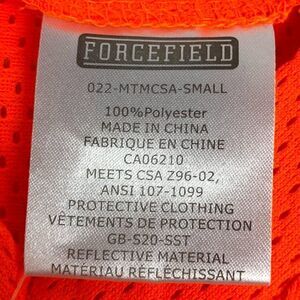 FORCEFIELD
022-MTMCSA-SMALL
100%Polyester
MADE IN CHINA
FABRIQUE EN CHINE
CA06210
MEETS CSA Z96-02,
ANSI 107-1099
PROTECTIVE CLOTHING
VÊTEMENTS DE PROTECTION
GB-S20-SST
REFLECTIVE MATERIAL
MATERIAU RÉFLÉCHISSANT